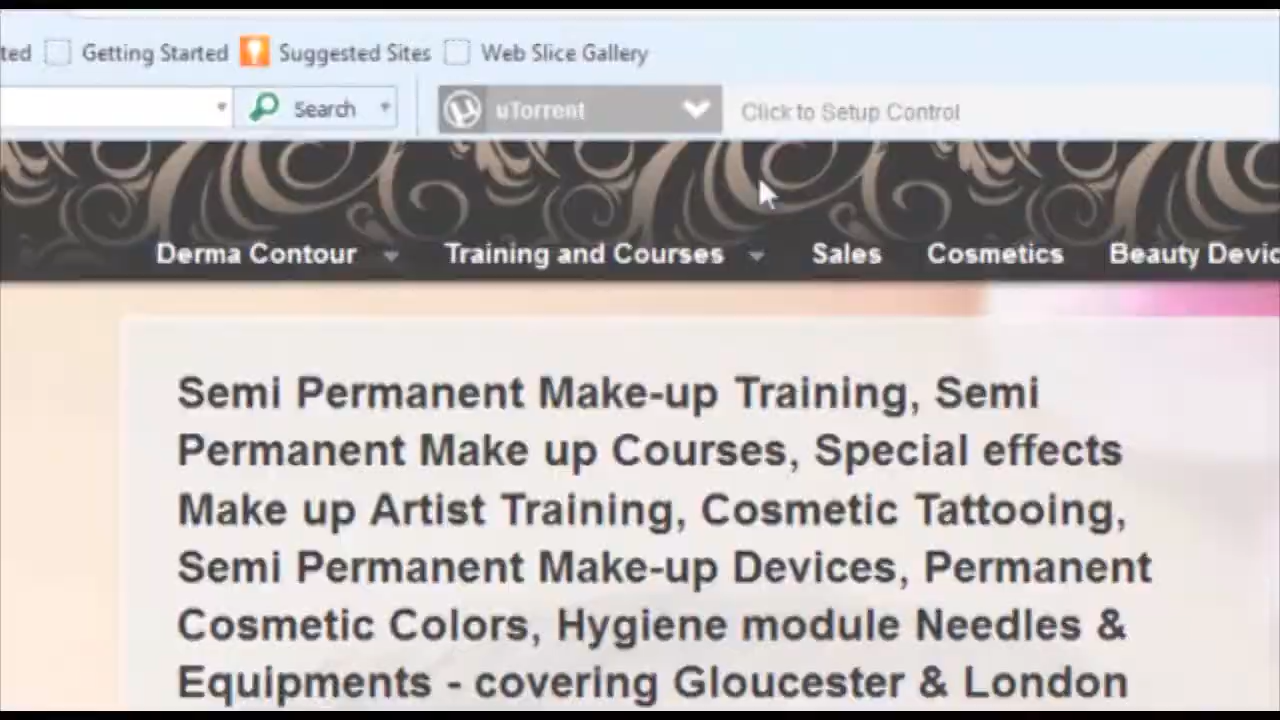 ted Getting Started Suggested Sites Web Slice Gallery
Search uTorrent Click to Setup Control
Derma Contour Training and Courses Sales Cosmetics Beauty Devic
Semi Permanent Make-up Training, Semi
Permanent Make up Courses, Special effects
Make up Artist Training, Cosmetic Tattooing,
Semi Permanent Make-up Devices, Permanent
Cosmetic Colors, Hygiene module Needles &
Equipments - covering Gloucester & London